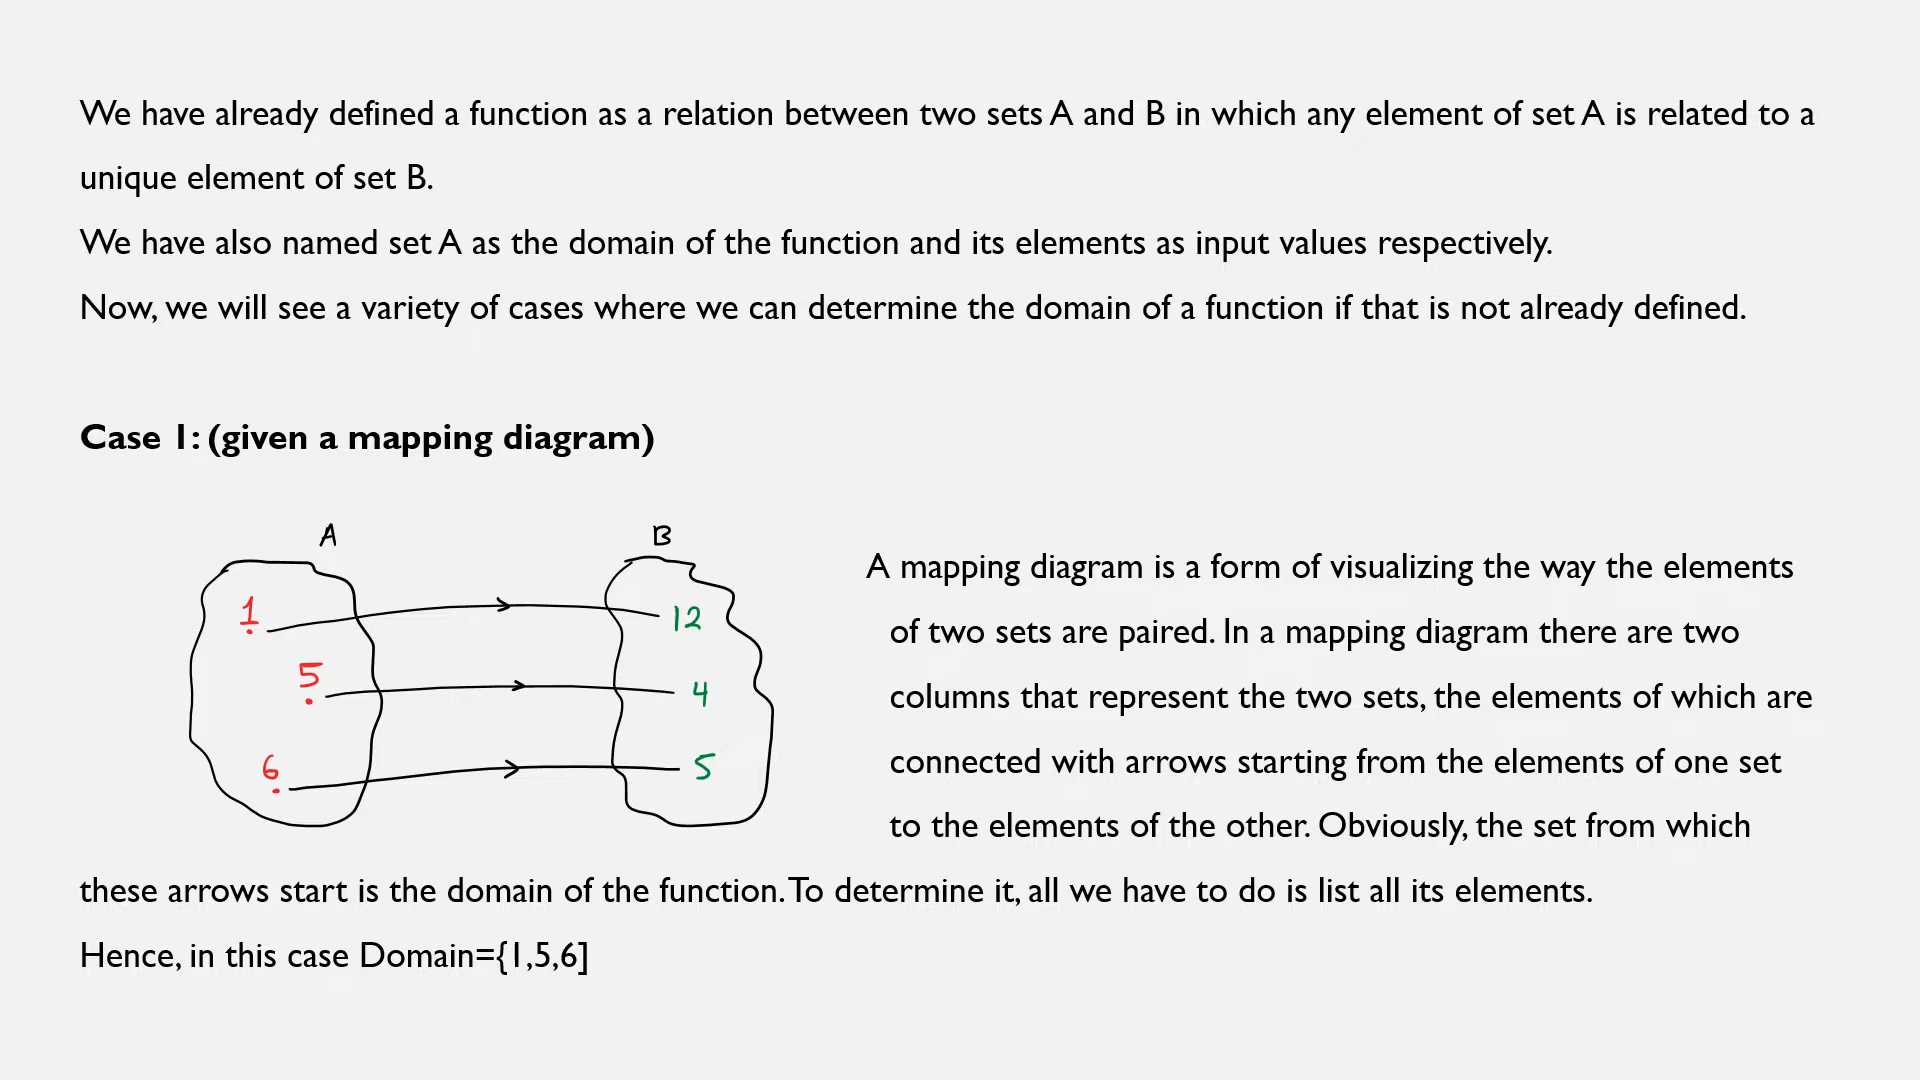 We have already defined a function as a relation between two sets A and B in which any element of set A is related to a
unique element of set B.
We have also named set A as the domain of the function and its elements as input values respectively.
Now, we will see a variety of cases where we can determine the domain of a function if that is not already defined.
Case 1: (given a mapping diagram)
A B
1 12
5 4
6 5
A mapping diagram is a form of visualizing the way the elements
of two sets are paired. In a mapping diagram there are two
columns that represent the two sets, the elements of which are
connected with arrows starting from the elements of one set
to the elements of the other. Obviously, the set from which
these arrows start is the domain of the function. To determine it, all we have to do is list all its elements.
Hence, in this case Domain={1,5,6]